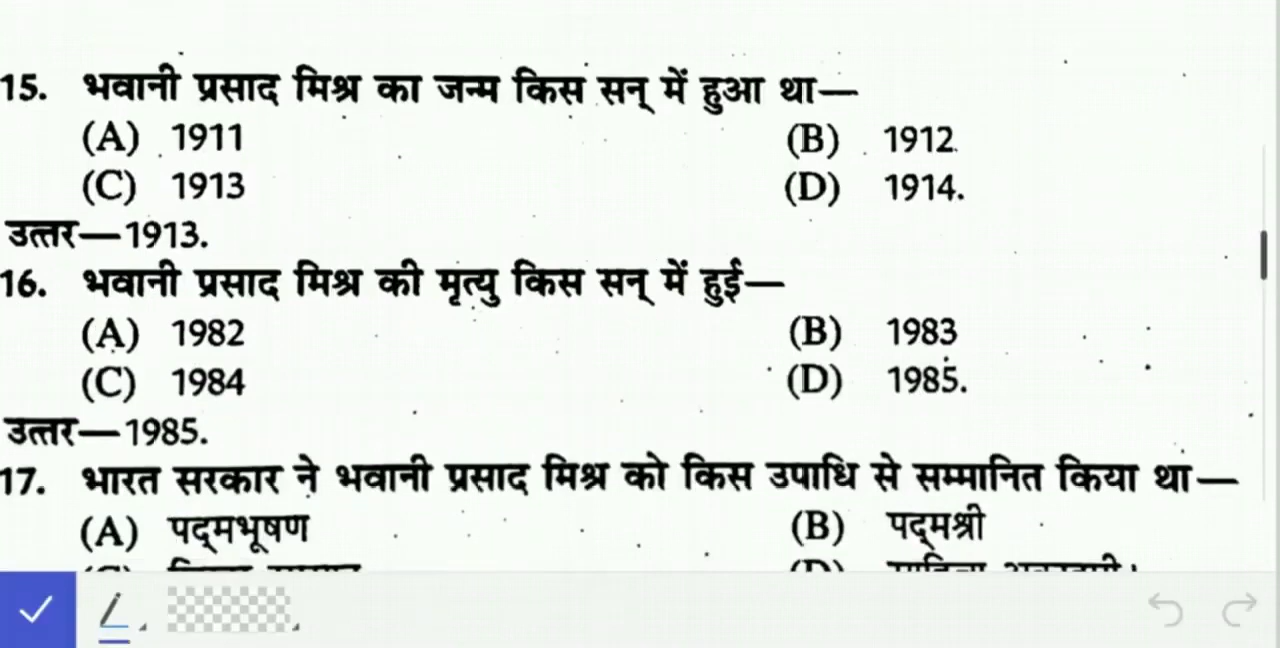 15. भवानी प्रसाद मिश्र का जन्म किस सन् में हुआ था—
(A) 1911 (B) 1912
(C) 1913 (D) 1914.
उत्तर—1913.
16. भवानी प्रसाद मिश्र की मृत्यु किस सन् में हुई—
(A) 1982 (B) 1983
(C) 1984 (D) 1985.
उत्तर—1985.
17. भारत सरकार ने भवानी प्रसाद मिश्र को किस उपाधि से सम्मानित किया था—
(A) पद्मभूषण (B) पद्मश्री